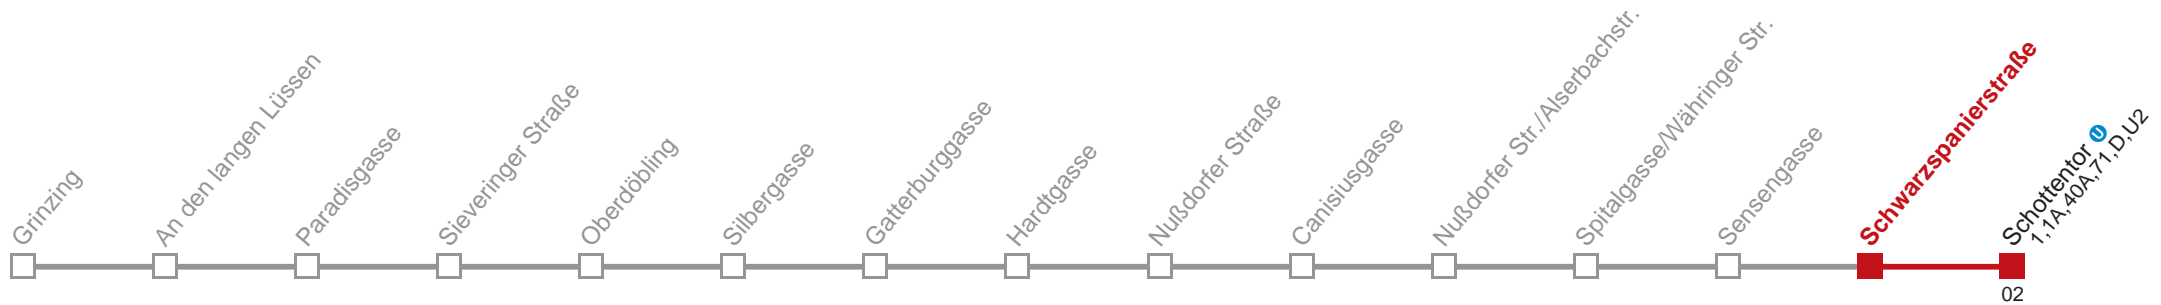 Grinzing
An den langen Lüssen
Paradisgasse
Sieveringer Straße
Oberdöbling
Silbergasse
Gatterburggasse
Hardtgasse
Nußdorfer Straße
Canisiusgasse
Nußdorfer Str./Alserbachstr.
Spitalgasse/Währinger Str.
Sensengasse
Schwarzspanierstraße
Schottentor U
1,1A,40A,71,D,U2
02